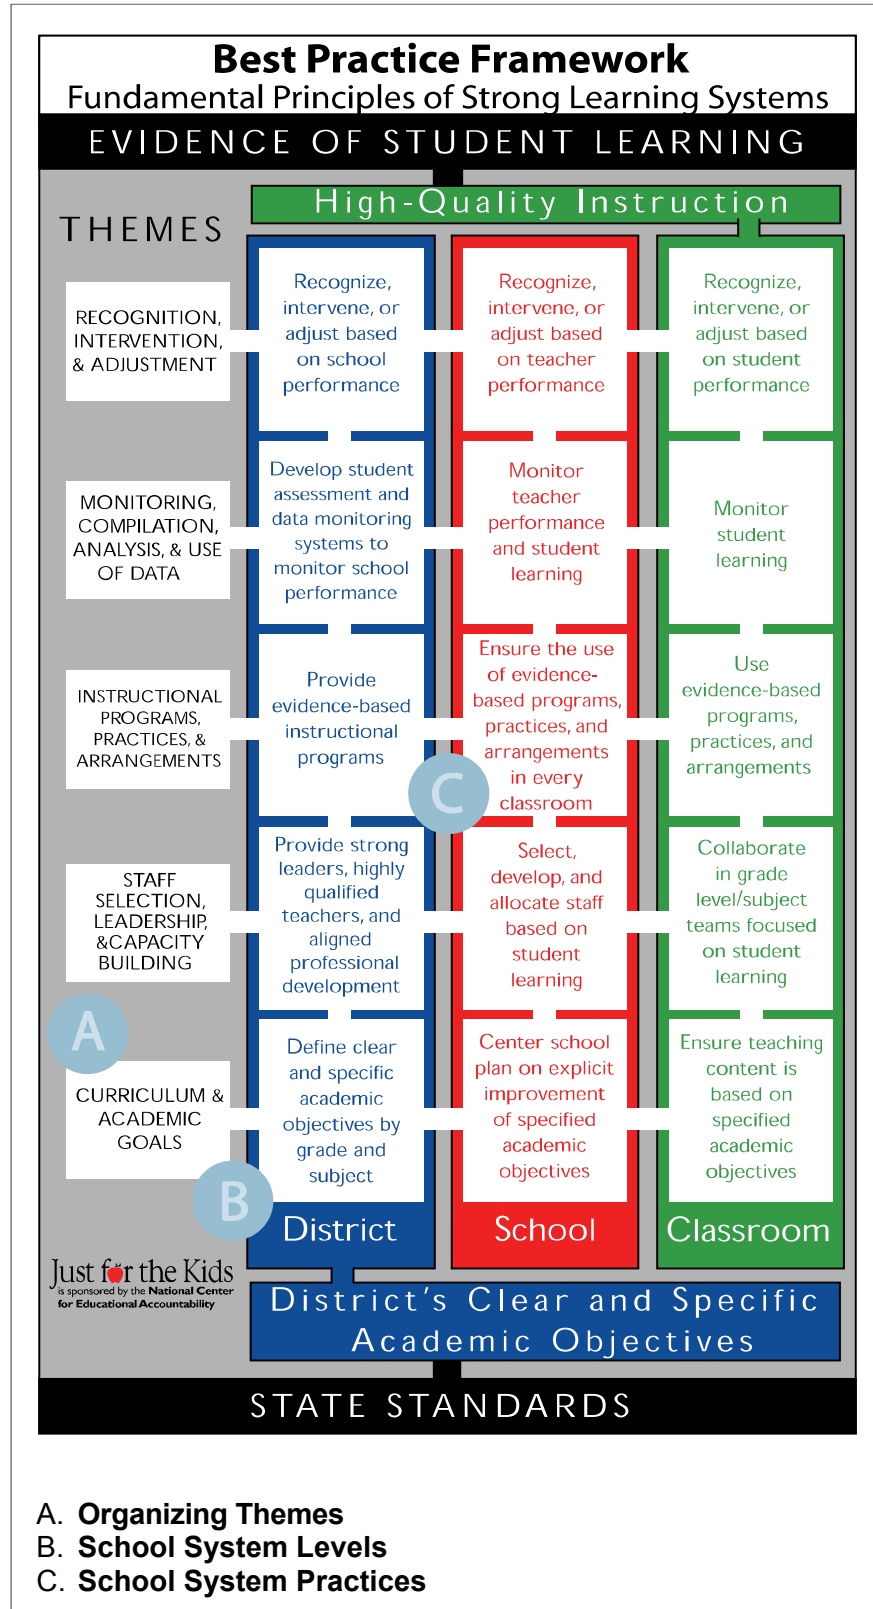 Best Practice Framework
Fundamental Principles of Strong Learning Systems
EVIDENCE OF STUDENT LEARNING
High-Quality Instruction
THEMES
RECOGNITION,
INTERVENTION,
& ADJUSTMENT
Recognize,
intervene, or
adjust based
on school
performance
Recognize,
intervene, or
adjust based
on teacher
performance
Recognize,
intervene, or
adjust based
on student
performance
MONITORING,
COMPILATION,
ANALYSIS, & USE
OF DATA
Develop student
assessment and
data monitoring
systems to
monitor school
performance
Monitor
teacher
performance
and student
learning
Monitor
student
learning
INSTRUCTIONAL
PROGRAMS,
PRACTICES, &
ARRANGEMENTS
Provide
evidence-based
instructional
programs
Ensure the use
of evidence-
based programs,
practices, and
arrangements
in every
classroom
Use
evidence-based
programs,
practices, and
arrangements
C
STAFF
SELECTION,
LEADERSHIP,
&CAPACITY
BUILDING
Provide strong
leaders, highly
qualified
teachers, and
aligned
professional
development
Select,
develop, and
allocate staff
based on
student
learning
Collaborate
in grade
level/subject
teams focused
on student
learning
A
CURRICULUM &
ACADEMIC
GOALS
Define clear
and specific
academic
objectives by
grade and
subject
Center school
plan on explicit
improvement
of specified
academic
objectives
Ensure teaching
content is
based on
specified
academic
objectives
B
District
School
Classroom
Just for the Kids
is sponsored by the National Center
for Educational Accountability
District's Clear and Specific
Academic Objectives
STATE STANDARDS
A. Organizing Themes
B. School System Levels
C. School System Practices